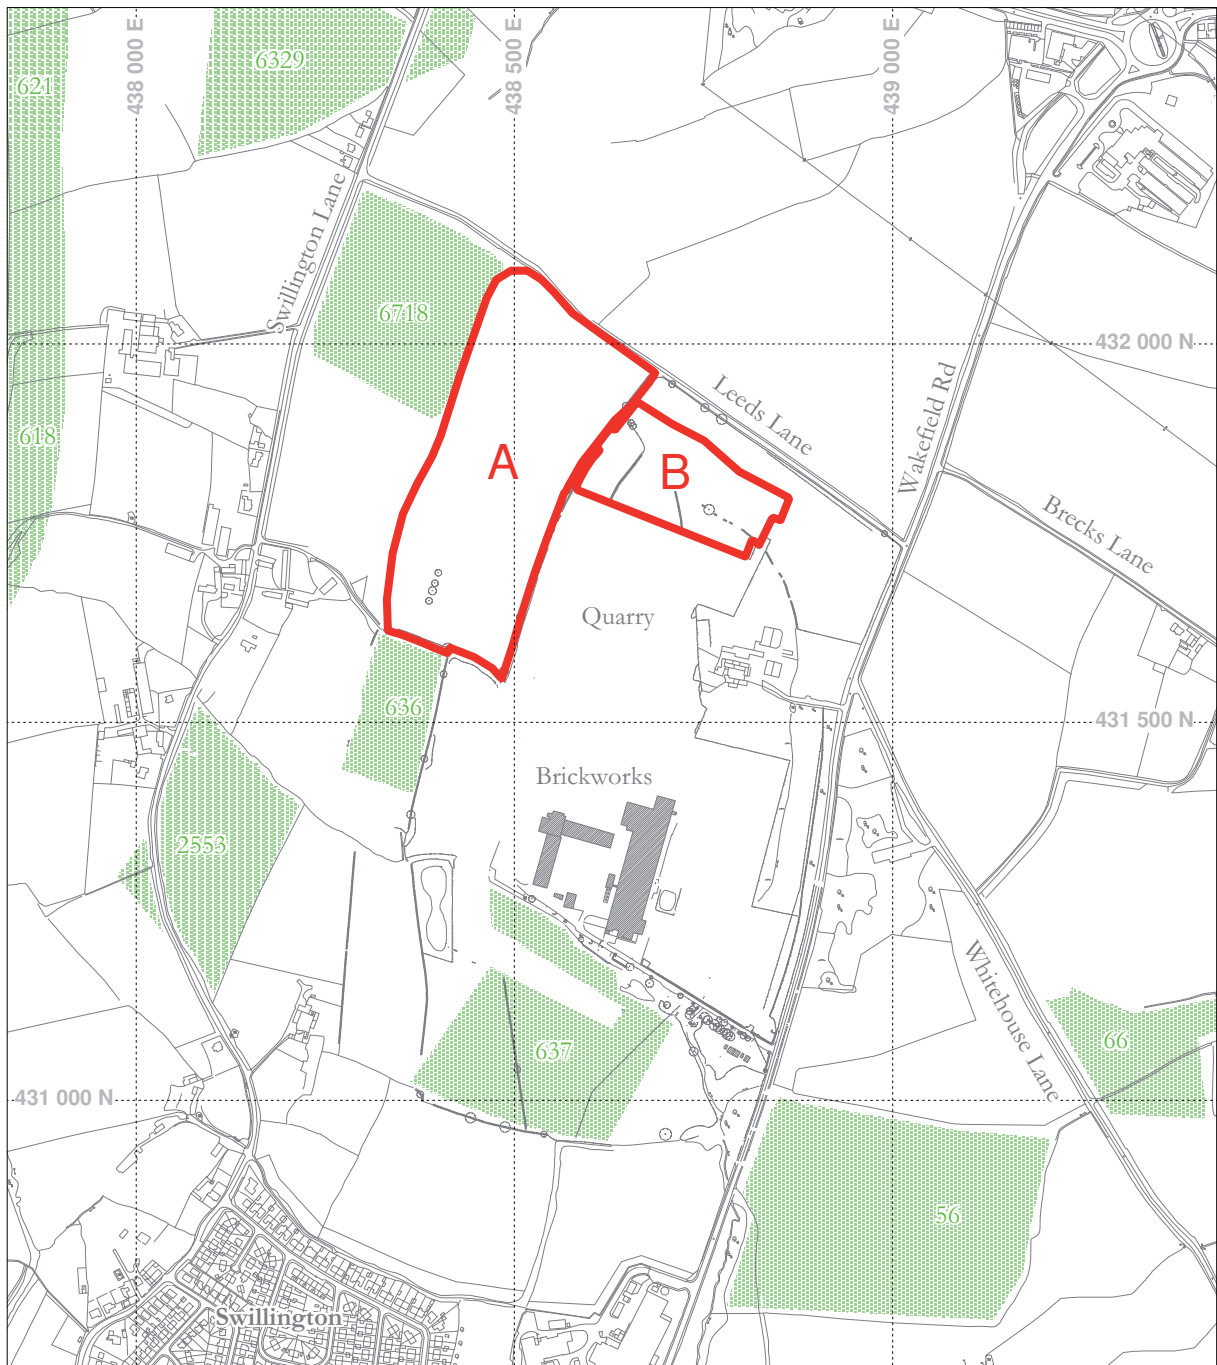 438 000 E
438 500 E
439 000 E
6329
621
Swillington Lane
6718
432 000 N
Leeds Lane
Wakefield Rd
618
A
B
Brecks Lane
Quarry
636
431 500 N
Brickworks
2553
Whitehouse Lane
637
66
431 000 N
56
Swillington